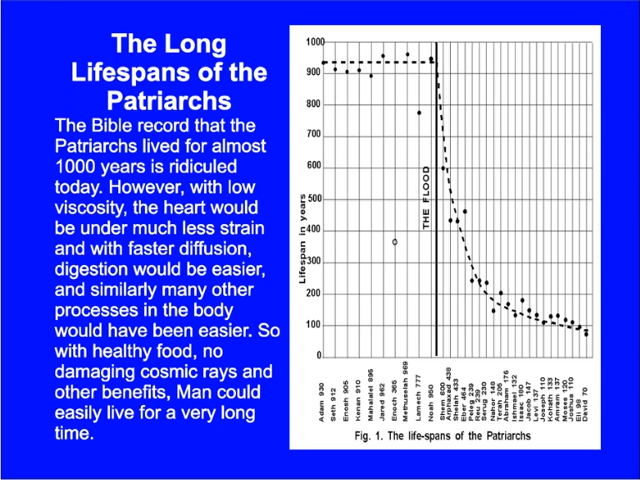 The Long
Lifespans of the
Patriarchs
The Bible record that the
Patriarchs lived for almost
1000 years is ridiculed
today. However, with low
viscosity, the heart would
be under much less strain
and with faster diffusion,
digestion would be easier,
and similarly many other
processes in the body
would have been easier. So
with healthy food, no
damaging cosmic rays and
other benefits, Man could
easily live for a very long
time.
Lifespan in years
1000
900
800
700
600
500
400
300
200
100
0
THE FLOOD
Adam 930
Seth 912
Enosh 905
Kenan 910
Mahalalel 895
Jared 962
Enoch 365
Methuselah 969
Lamech 777
Noah 950
Shem 600
Arphaxad 438
Shelah 433
Eber 464
Peleg 239
Reu 239
Serug 230
Nahor 148
Terah 205
Abraham 175
Ishmael 132
Isaac 180
Jacob 147
Levi 137
Joseph 110
Kohath 133
Amram 137
Moses 120
Joshua 110
Eli 98
David 70
Fig. 1. The life-spans of the Patriarchs